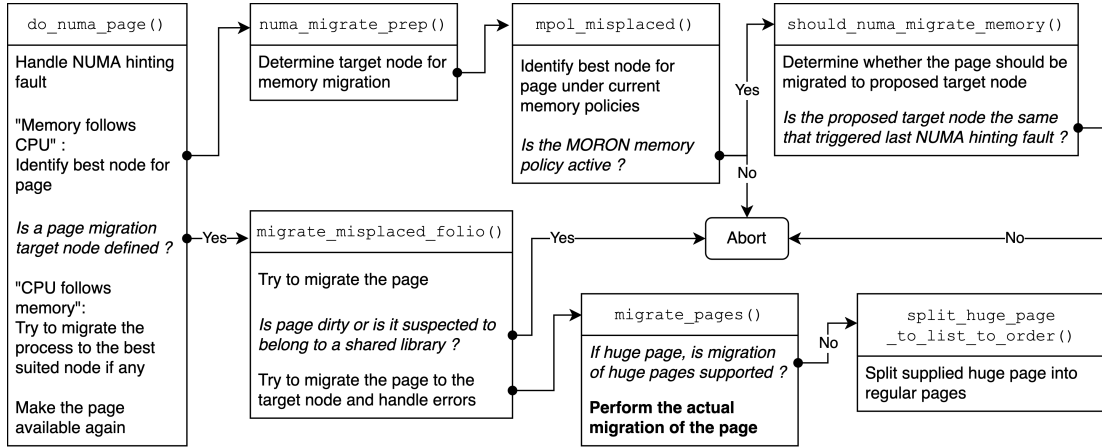 do_numa_page()
Handle NUMA hinting
fault
"Memory follows
CPU" :
Identify best node for
page
Is a page migration
target node defined ?
"CPU follows
memory":
Try to migrate the
process to the best
suited node if any
Make the page
available again
numa_migrate_prep()
Determine target node for
memory migration
mpol_misplaced()
Identify best node for
page under current
memory policies
Is the MORON memory
policy active ?
Yes
No
should_numa_migrate_memory()
Determine whether the page should be
migrated to proposed target node
Is the proposed target node the same
that triggered last NUMA hinting fault ?
Yes
migrate_misplaced_folio()
Try to migrate the page
Is page dirty or is it suspected to
belong to a shared library ?
Try to migrate the page to the
target node and handle errors
Yes
Abort
No
migrate_pages()
If huge page, is migration
of huge pages supported ?
Perform the actual
migration of the page
No
split_huge_page
_to_list_to_order()
Split supplied huge page into
regular pages